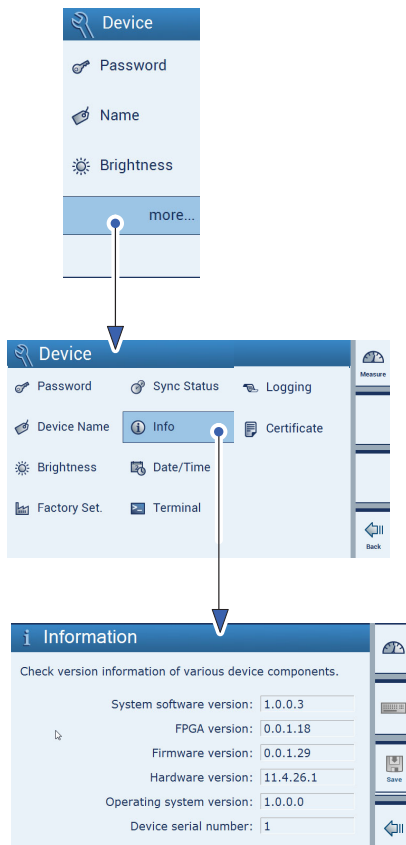 Device
Password
Name
Brightness
more...
Device
Measure
Password
Sync Status
Logging
Device Name
Info
Certificate
Brightness
Date/Time
Factory Set.
Terminal
Back
Information
Check version information of various device components.
System software version: 1.0.0.3
FPGA version: 0.0.1.18
Firmware version: 0.0.1.29
Hardware version: 11.4.26.1
Save
Operating system version: 1.0.0.0
Device serial number: 1